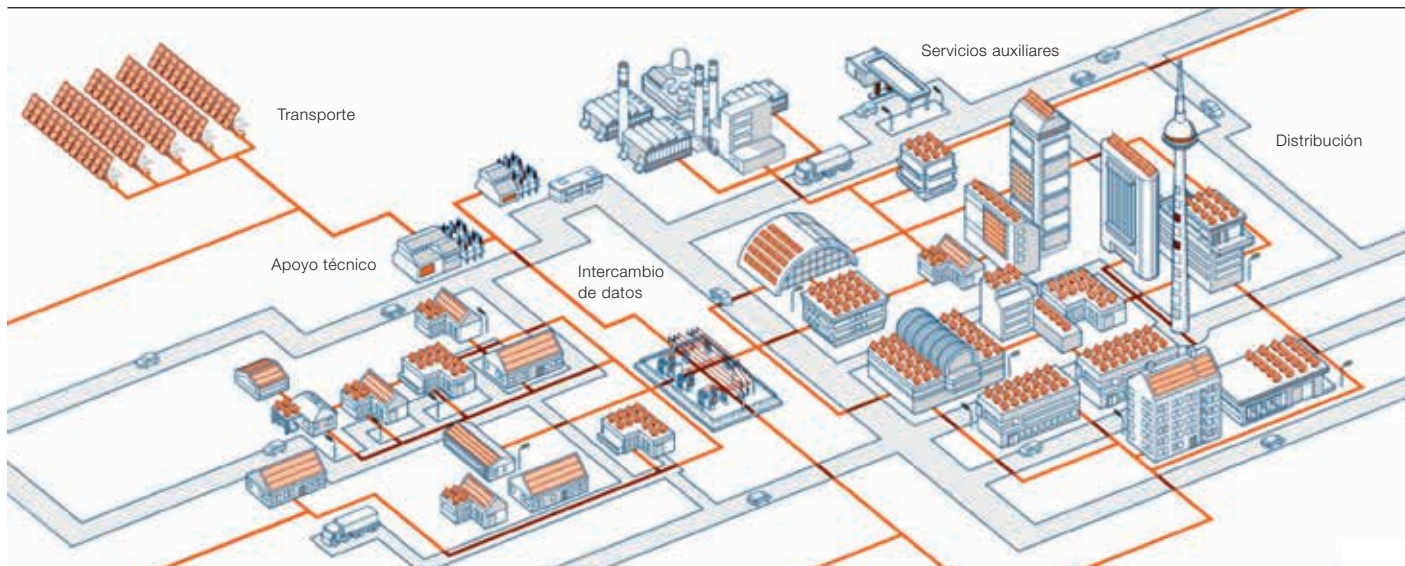 Servicios auxiliares
Transporte
Distribución
Apoyo técnico
Intercambio
de datos